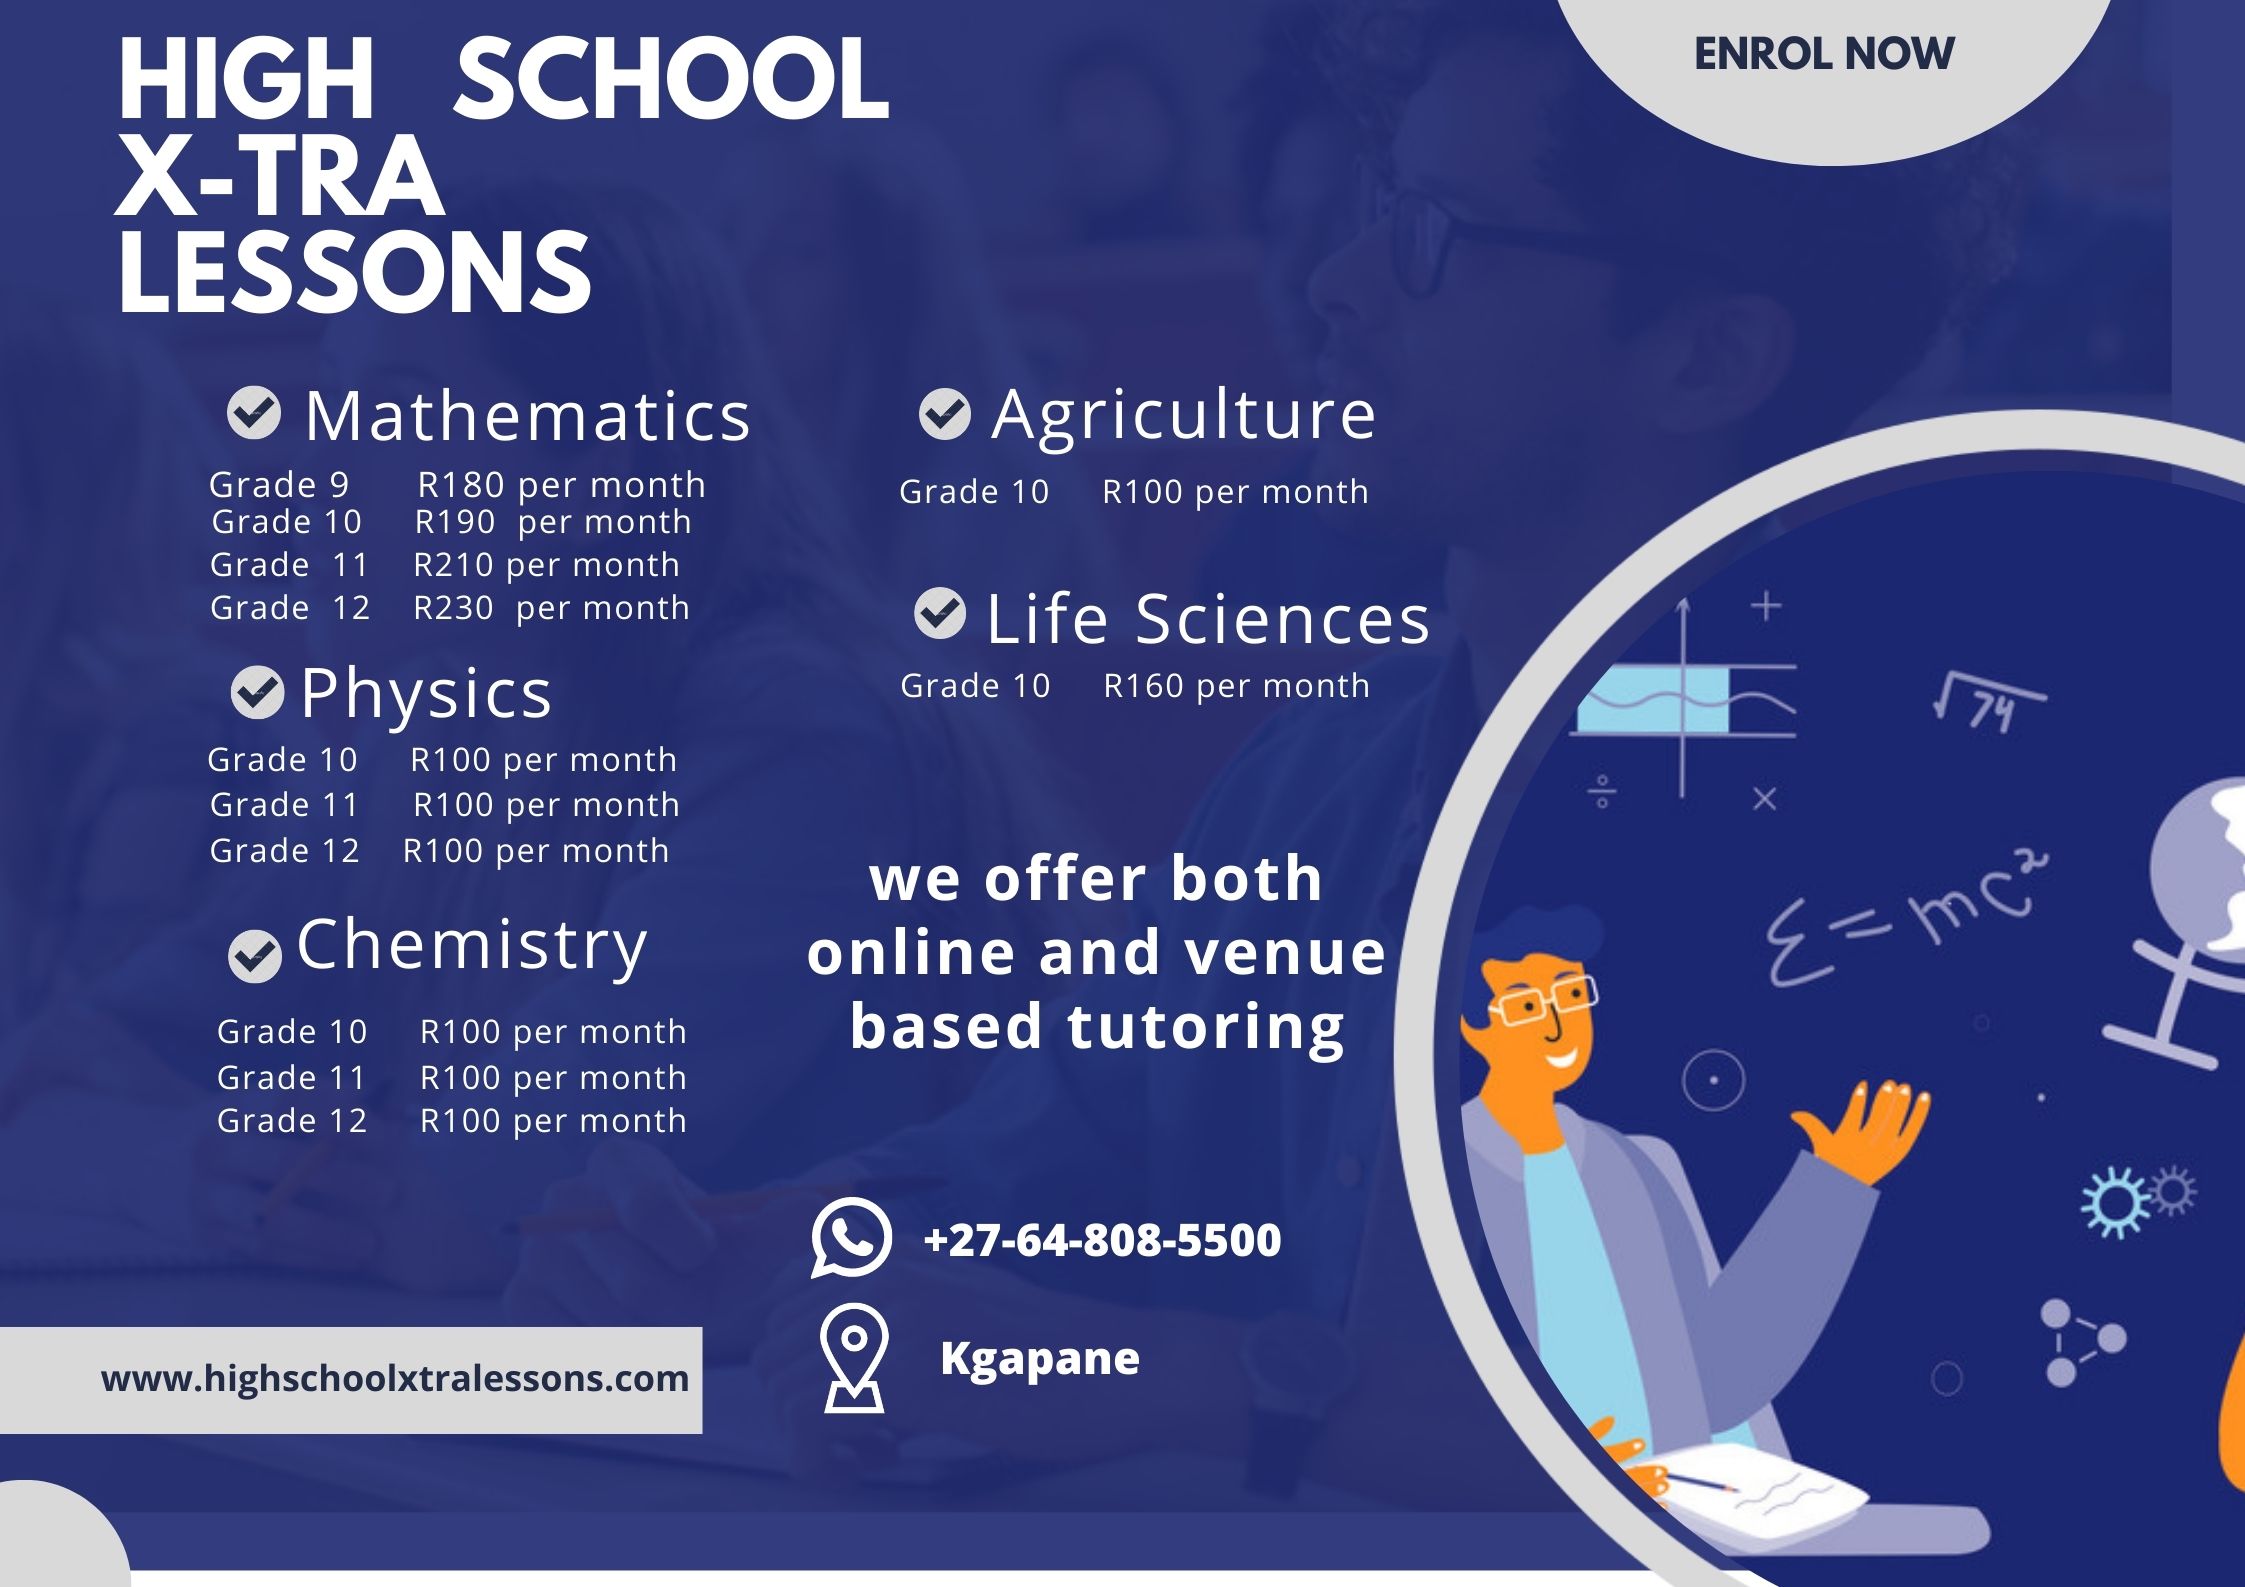 HIGH SCHOOL
X-TRA
LESSONS
ENROL NOW
Mathematics
Grade 9 R180 per month
Grade 10 R190 per month
Grade 11 R210 per month
Grade 12 R230 per month
Physics
Grade 10 R100 per month
Grade 11 R100 per month
Grade 12 R100 per month
Chemistry
Grade 10 R100 per month
Grade 11 R100 per month
Grade 12 R100 per month
Agriculture
Grade 10 R100 per month
Life Sciences
Grade 10 R160 per month
we offer both
online and venue
based tutoring
+27-64-808-5500
Kgapane
www.highschoolxtralessons.com
+
√74
÷ ×
E=mc²